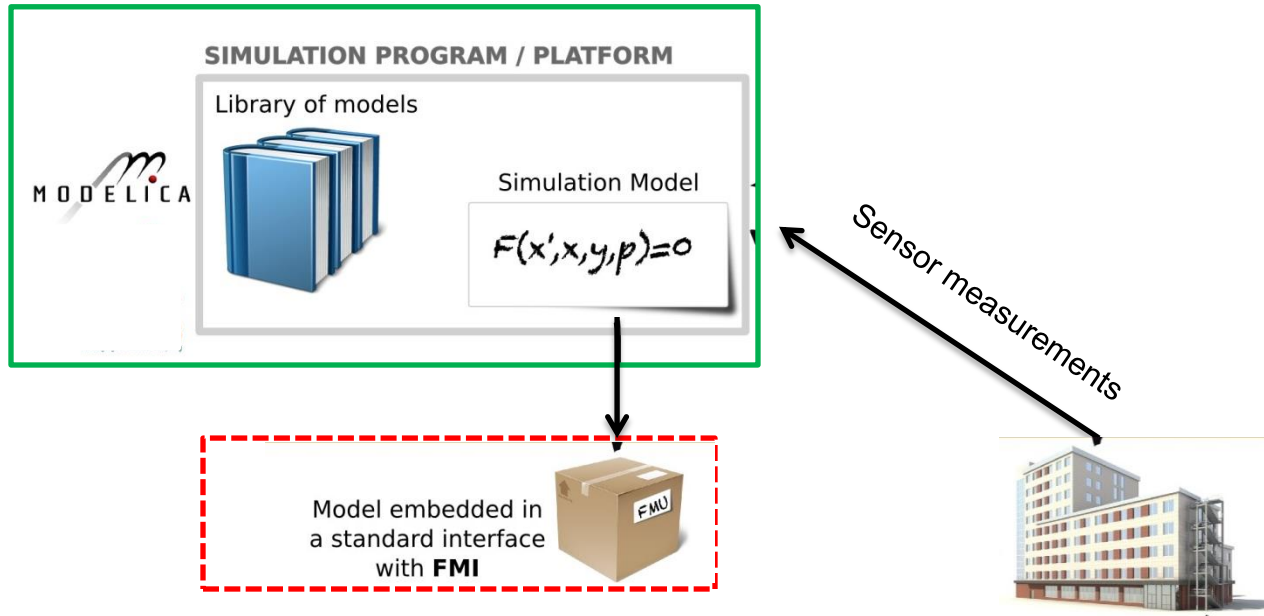 SIMULATION PROGRAM / PLATFORM
Library of models
MODELICA
Simulation Model
F(x',x,y,p)=0
Sensor measurements
Model embedded in
a standard interface
with FMI
FMU